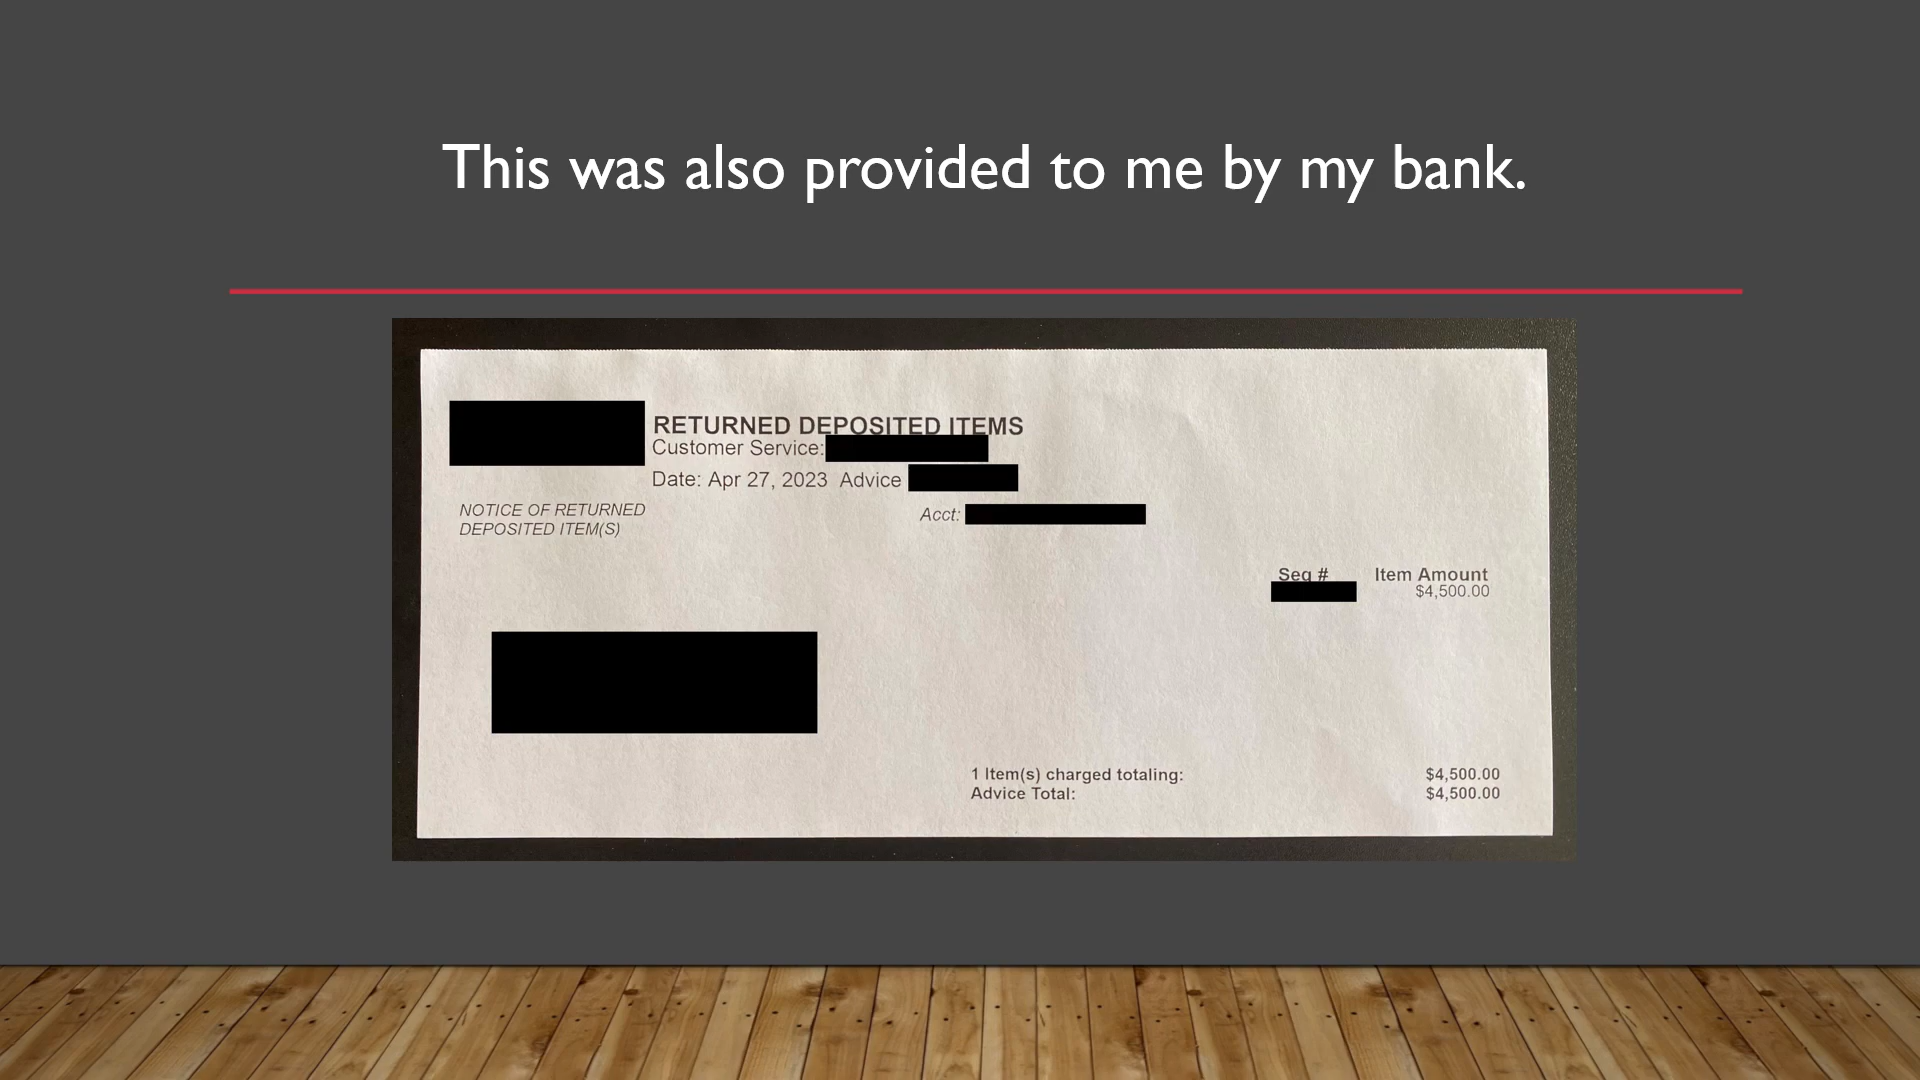 This was also provided to me by my bank.
RETURNED DEPOSITED ITEMS
Customer Service:
Date: Apr 27, 2023 Advice
NOTICE OF RETURNED
DEPOSITED ITEM(S)
Acct:
Seq # Item Amount
$4,500.00
1 Item(s) charged totaling: $4,500.00
Advice Total: $4,500.00